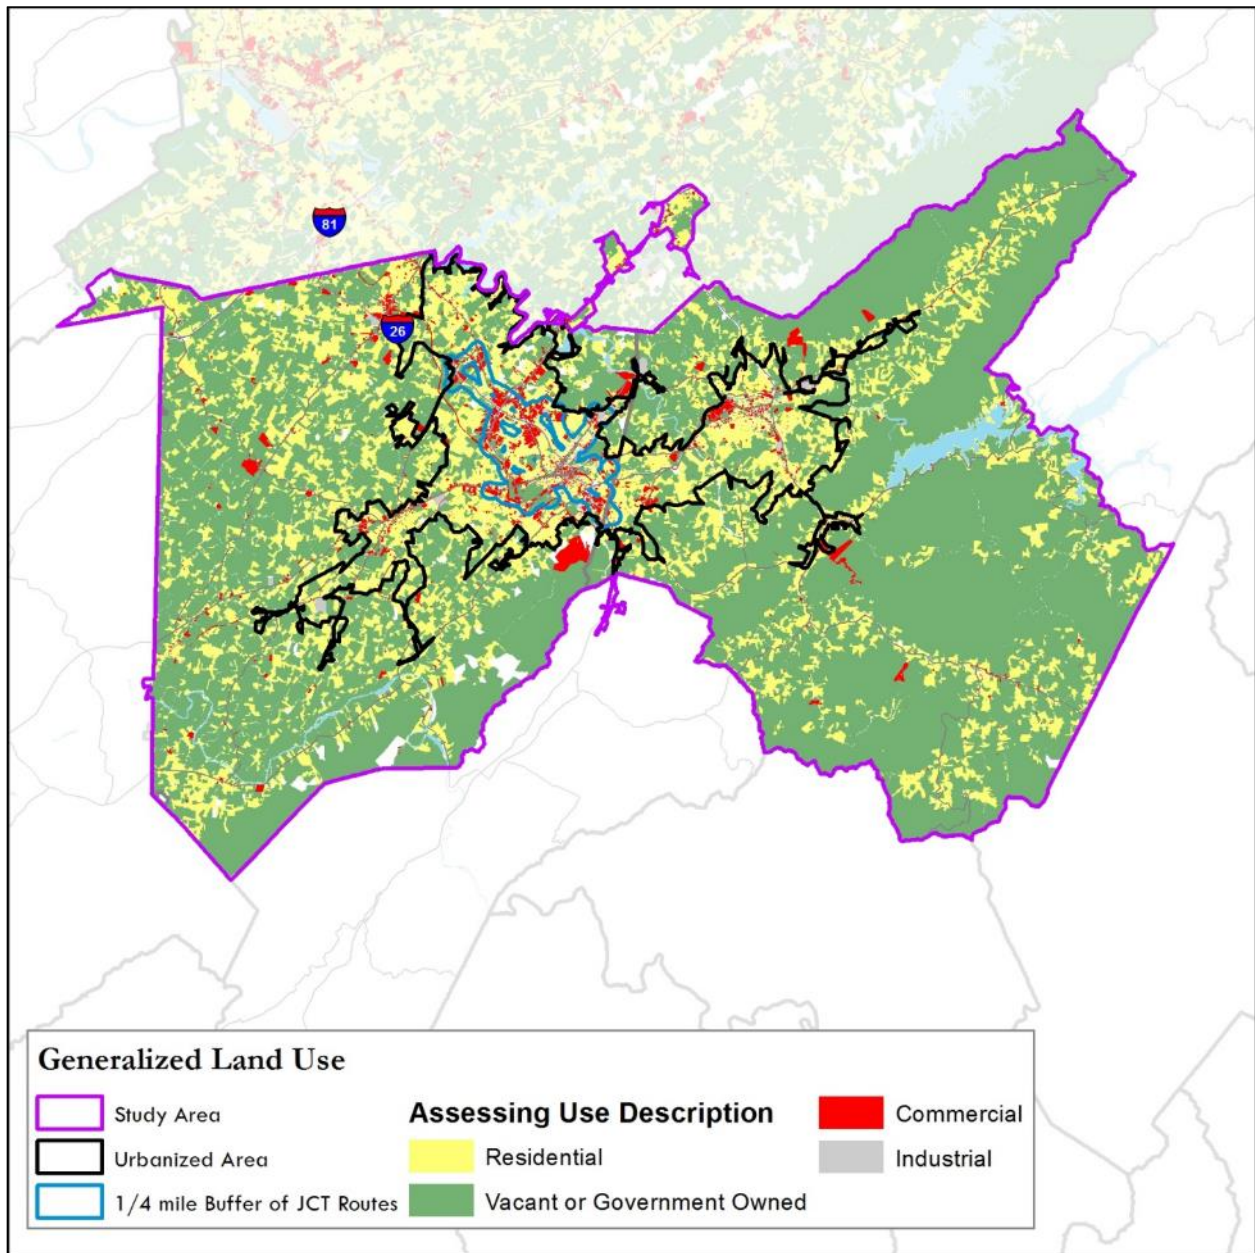 81
26
Generalized Land Use
Study Area
Urbanized Area
1/4 mile Buffer of JCT Routes
Assessing Use Description
Residential
Vacant or Government Owned
Commercial
Industrial